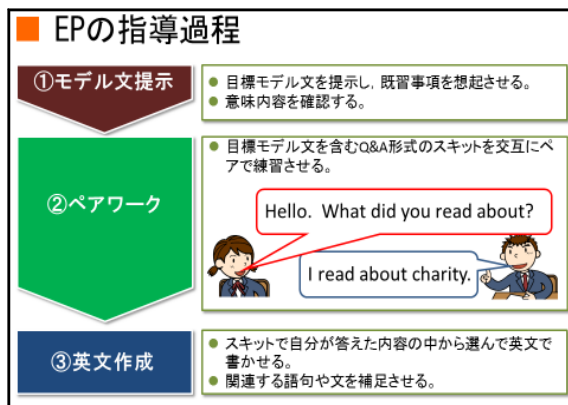 EPの指導過程
①モデル文提示
● 目標モデル文を提示し，既習事項を想起させる。
● 意味内容を確認する。
②ペアワーク
● 目標モデル文を含むQ&A形式のスキットを交互にペ
アで練習させる。
Hello. What did you read about?
I read about charity.
③英文作成
● スキットで自分が答えた内容の中から選んで英文で
書かせる。
● 関連する語句や文を補足させる。